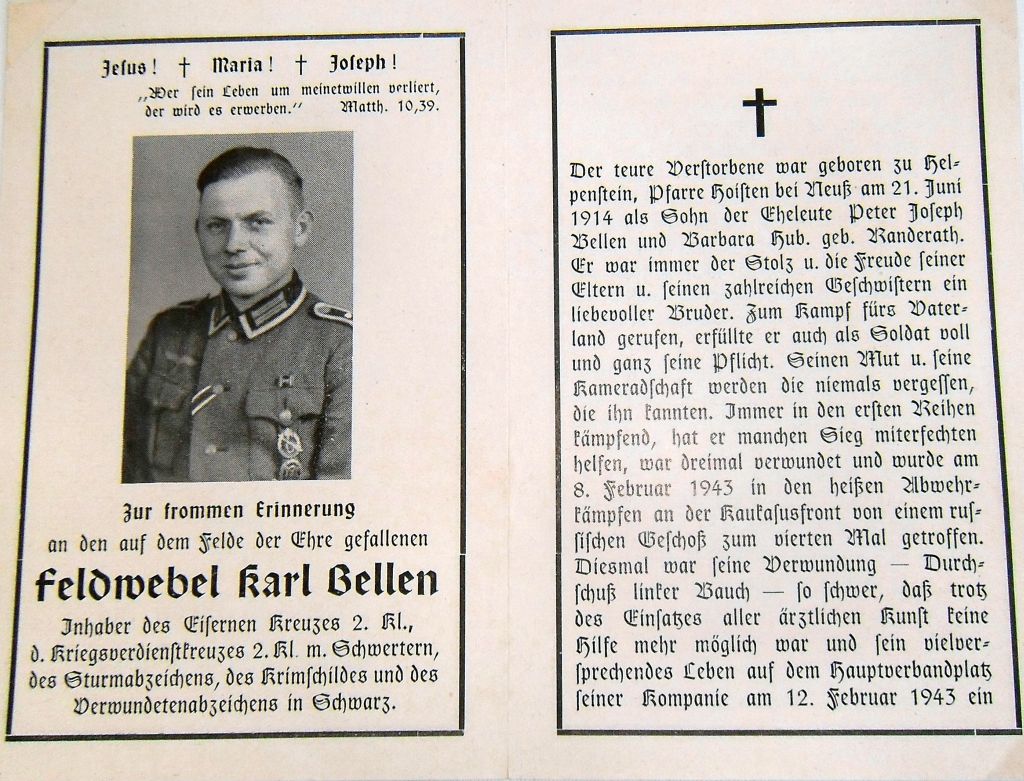 Jesus! † Maria! † Joseph!
„Wer sein Leben um meinetwillen verliert,
der wird es erwerben.“ Matth. 10,39.
Zur frommen Erinnerung
an den auf dem Felde der Ehre gefallenen
Feldwebel Karl Bellen
Inhaber des Eisernen Kreuzes 2. Kl.,
d. Kriegsverdienstkreuzes 2. Kl. m. Schwertern,
des Sturmabzeichens, des Krimschildes und des
Verwundetenabzeichens in Schwarz.
Der teure Verstorbene war geboren zu Hel-
penstein, Pfarre Hoisten bei Neuß am 21. Juni
1914 als Sohn der Eheleute Peter Joseph
Bellen und Barbara Hub. geb. Randerath.
Er war immer der Stolz u. die Freude seiner
Eltern u. seinen zahlreichen Geschwistern ein
liebevoller Bruder. Zum Kampf fürs Vater-
land gerufen, erfüllte er auch als Soldat voll
und ganz seine Pflicht. Seinen Mut u. seine
Kameradschaft werden die niemals vergessen,
die ihn kannten. Immer in den ersten Reihen
kämpfend, hat er manchen Sieg miterfechten
helfen, war dreimal verwundet und wurde am
8. Februar 1943 in den heißen Abwehr-
kämpfen an der Kaukasusfront von einem rus-
sischen Geschoß zum vierten Mal getroffen.
Diesmal war seine Verwundung — Durch-
schuß linker Bauch — so schwer, daß trotz
des Einsatzes aller ärztlichen Kunst keine
Hilfe mehr möglich war und sein vielver-
sprechendes Leben auf dem Hauptverbandplatz
seiner Kompanie am 12. Februar 1943 ein